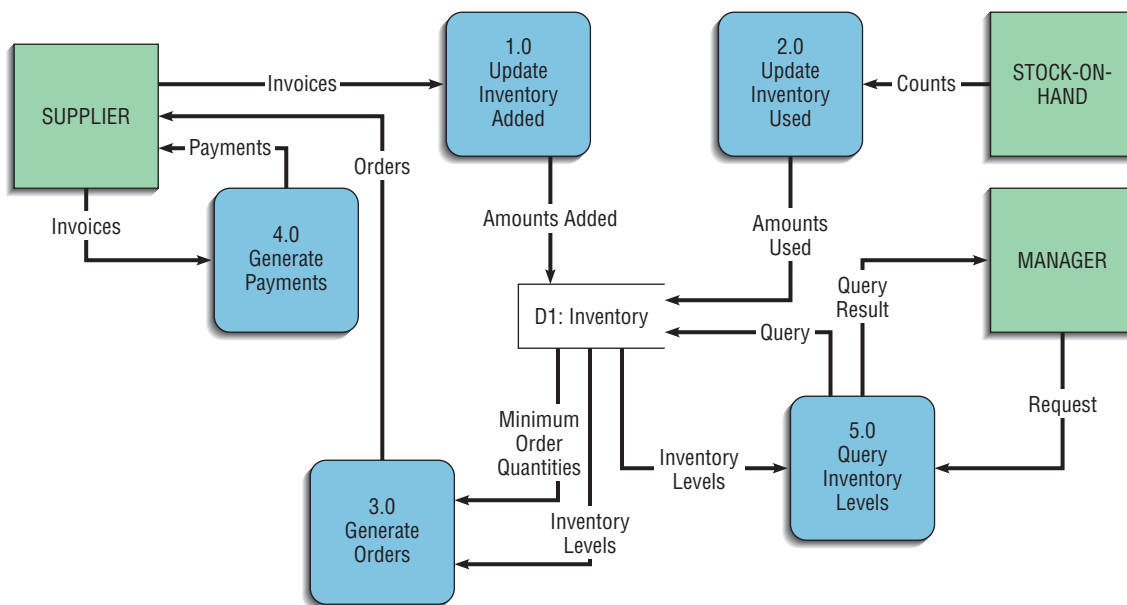 SUPPLIER
Invoices
1.0
Update
Inventory
Added
2.0
Update
Inventory
Used
Counts
STOCK-ON-
HAND
Payments
Orders
Invoices
4.0
Generate
Payments
Amounts Added
Amounts
Used
MANAGER
Query
Result
D1: Inventory
Query
Request
Minimum
Order
Quantities
Inventory
Levels
5.0
Query
Inventory
Levels
3.0
Generate
Orders
Inventory
Levels